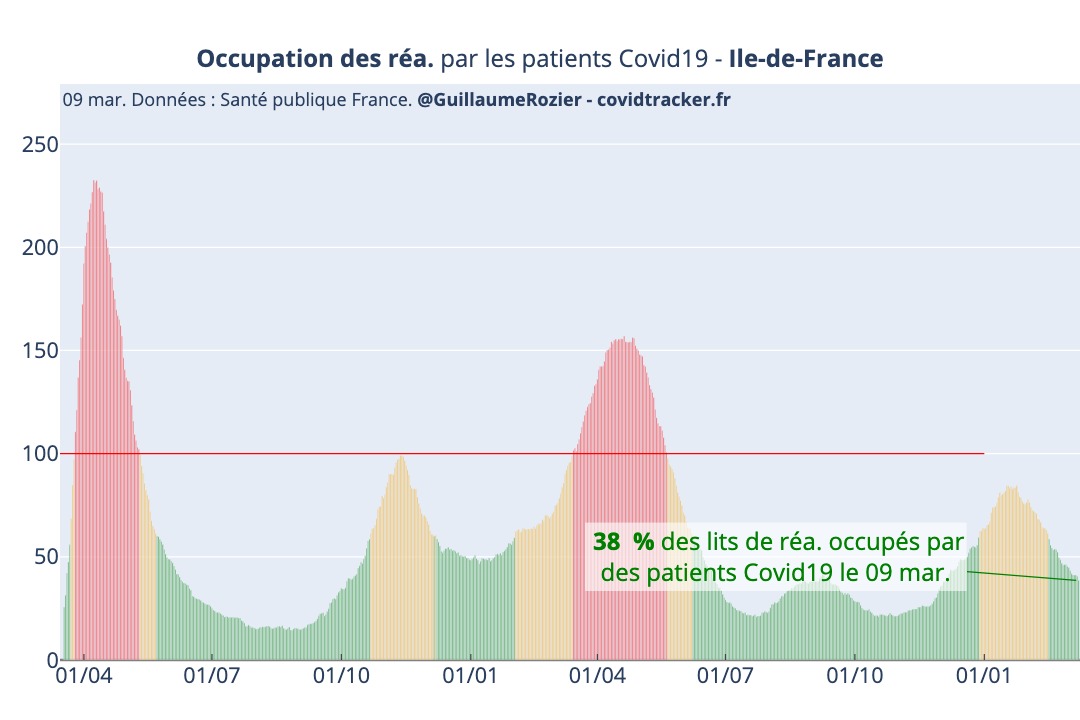 Occupation des réa. par les patients Covid19 - Ile-de-France
09 mar. Données : Santé publique France. @GuillaumeRozier - covidtracker.fr
250
200
150
100
50
0
38 % des lits de réa. occupés par
des patients Covid19 le 09 mar.
01/04 01/07 01/10 01/01 01/04 01/07 01/10 01/01